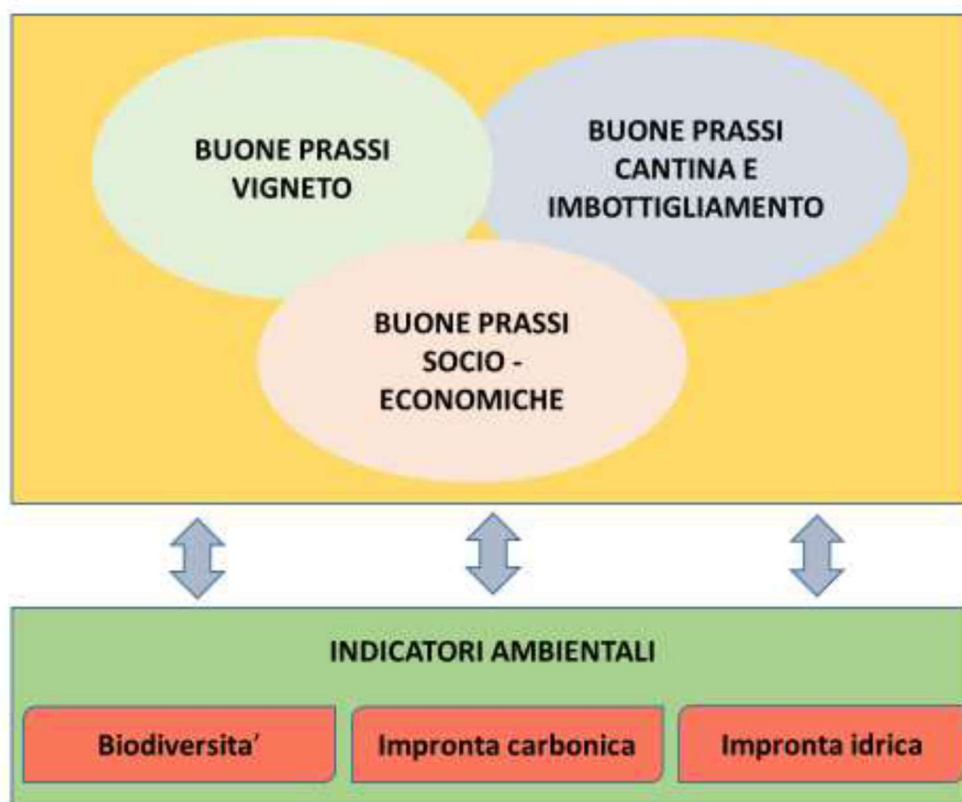 BUONE PRASSI
VIGNETO
BUONE PRASSI
CANTINA E
IMBOTTIGLIAMENTO
BUONE PRASSI
SOCIO -
ECONOMICHE
INDICATORI AMBIENTALI
Biodiversita’
Impronta carbonica
Impronta idrica